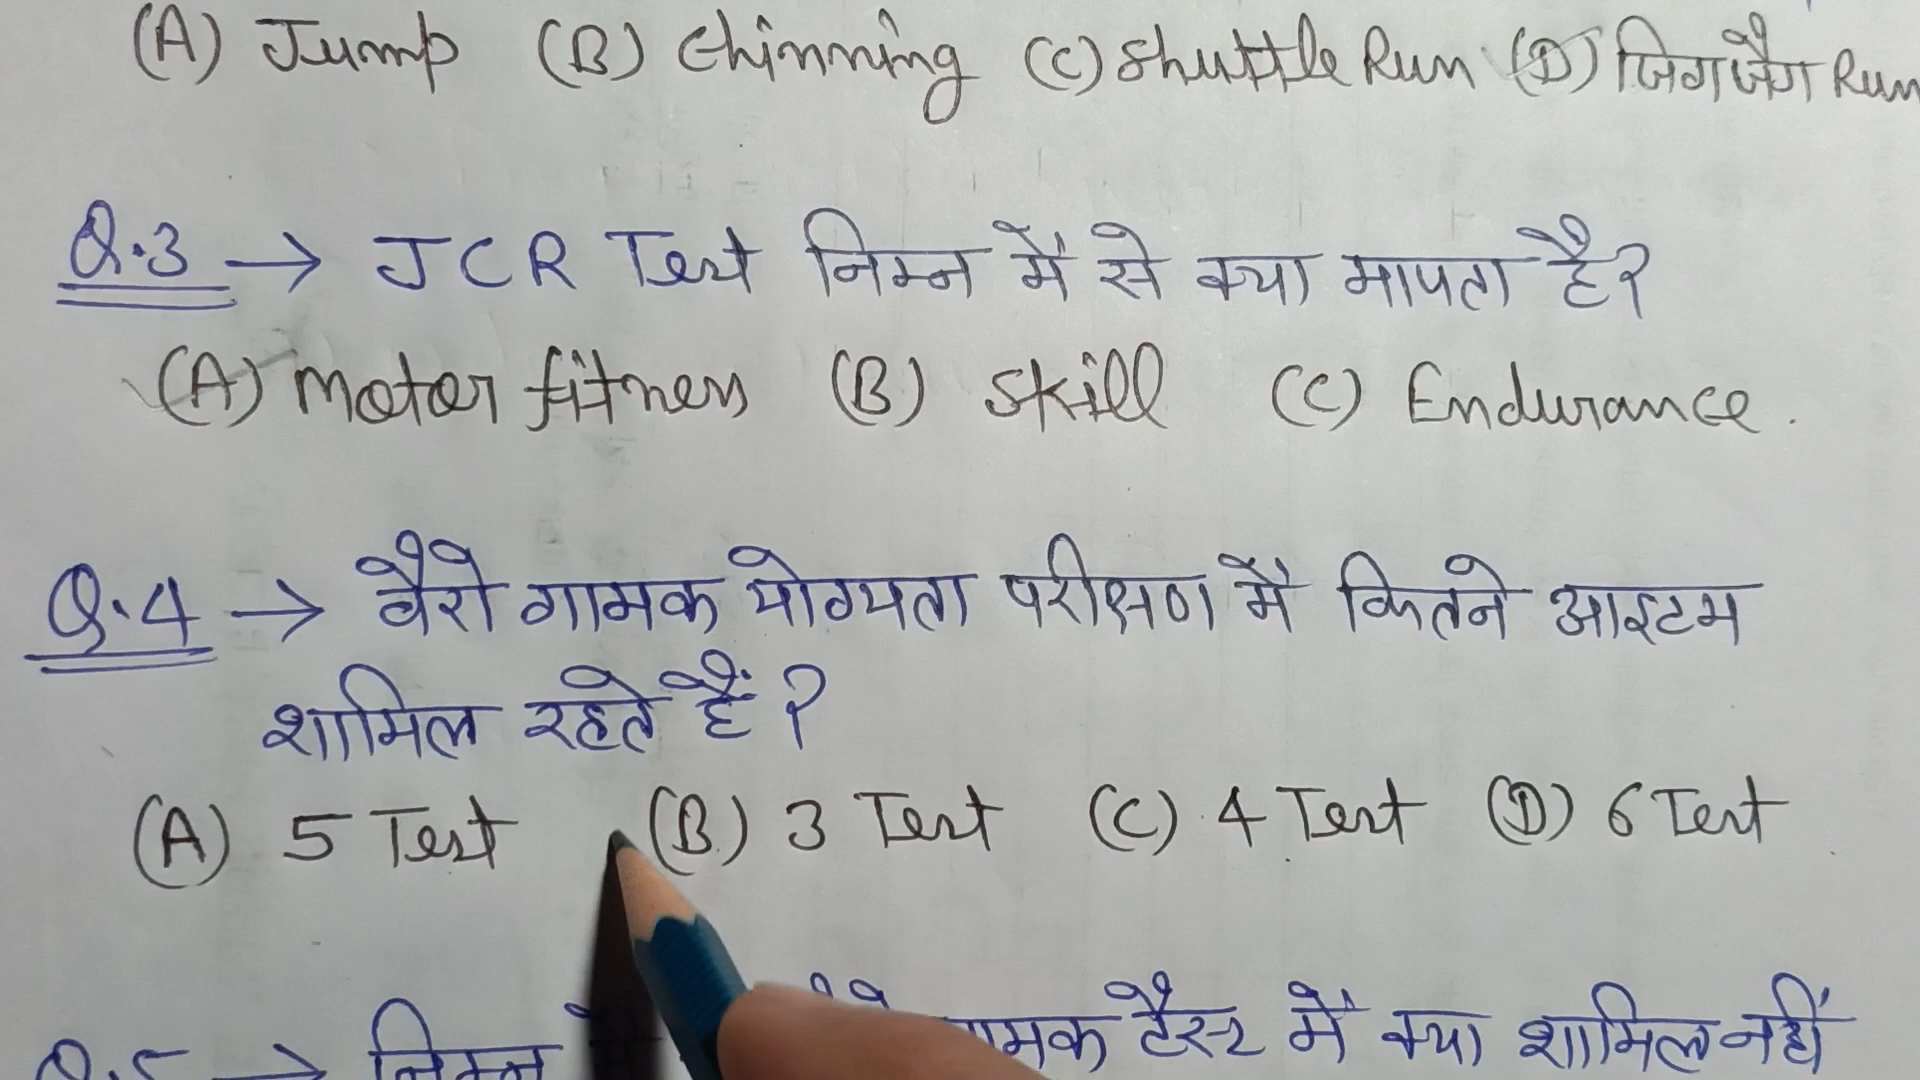 (A) Jump (B) Chinning (C) Shuttle Run (D) जिगजैग Run
Q.3 → JCR Test निम्न में से क्या मापता है?
(A) Motor fitness (B) Skill (C) Endurance.
Q.4 → बैरो गामक योग्यता परीक्षण में कितने आइटम
शामिल रहते हैं?
(A) 5 Test (B) 3 Test (C) 4 Test (D) 6 Test
Q.5 → निम्न गामक टैस्ट में क्या शामिल नहीं